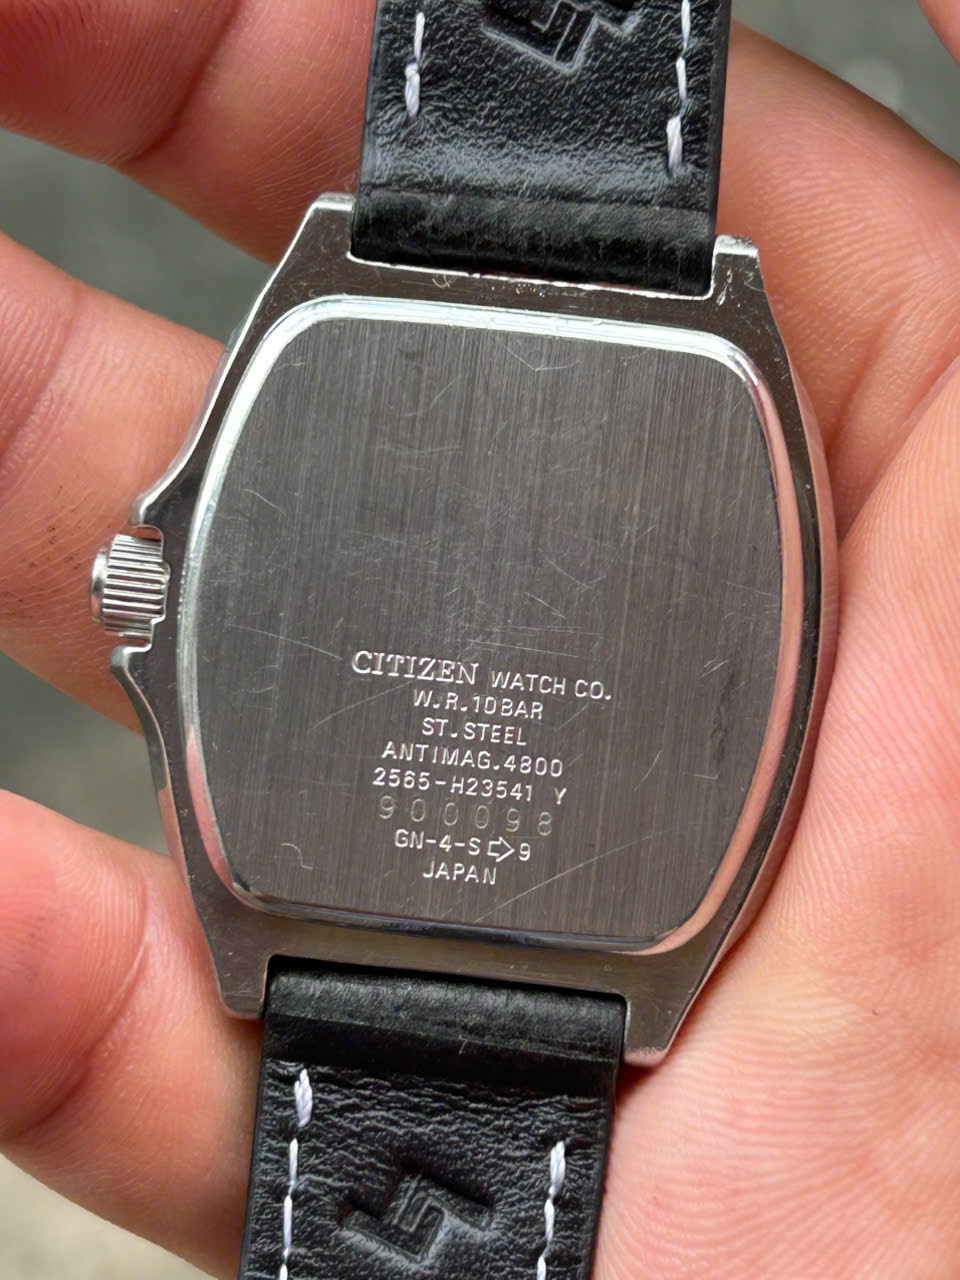 CITIZEN WATCH CO.
W.R.10BAR
ST.STEEL
ANTIMAG.4800
2565-H23541 Y
900098
GN-4-S⇨9
JAPAN